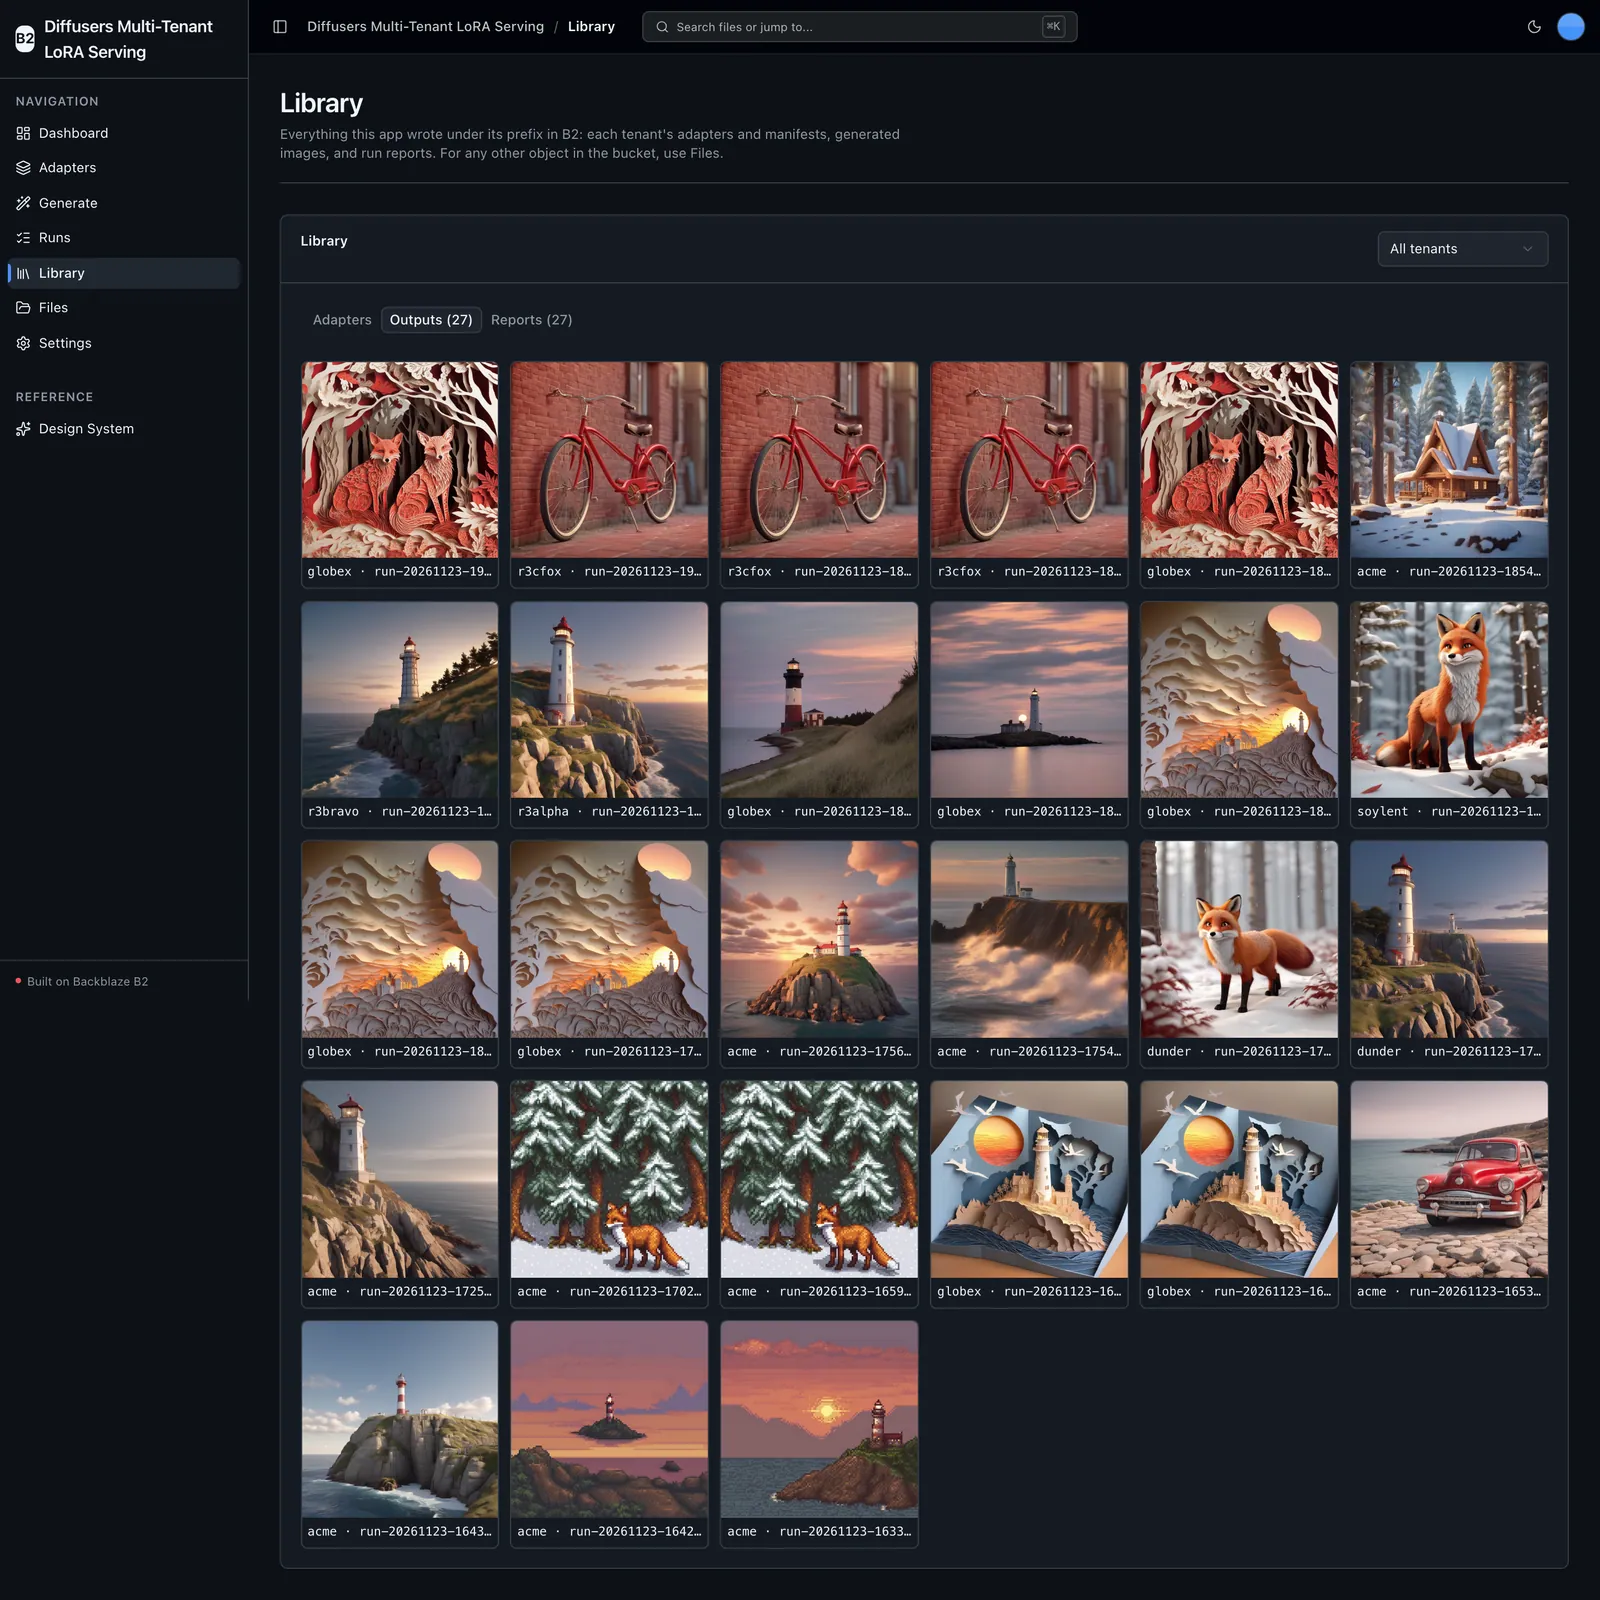 B2
Diffusers Multi-Tenant
LoRA Serving
NAVIGATION
Dashboard
Adapters
Generate
Runs
Library
Files
Settings
REFERENCE
Design System
Built on Backblaze B2
Diffusers Multi-Tenant LoRA Serving / Library
Search files or jump to...
⌘K
Library
Everything this app wrote under its prefix in B2: each tenant's adapters and manifests, generated
images, and run reports. For any other object in the bucket, use Files.
Library
All tenants
Adapters Outputs (27) Reports (27)
globex · run-20261123-19…
r3cfox · run-20261123-19…
r3cfox · run-20261123-18…
r3cfox · run-20261123-18…
globex · run-20261123-18…
acme · run-20261123-1854…
r3bravo · run-20261123-1…
r3alpha · run-20261123-1…
globex · run-20261123-18…
globex · run-20261123-18…
globex · run-20261123-18…
soylent · run-20261123-1…
globex · run-20261123-18…
globex · run-20261123-17…
acme · run-20261123-1756…
acme · run-20261123-1754…
dunder · run-20261123-17…
dunder · run-20261123-17…
acme · run-20261123-1725…
acme · run-20261123-1702…
acme · run-20261123-1659…
globex · run-20261123-16…
globex · run-20261123-16…
acme · run-20261123-1653…
acme · run-20261123-1643…
acme · run-20261123-1642…
acme · run-20261123-1633…